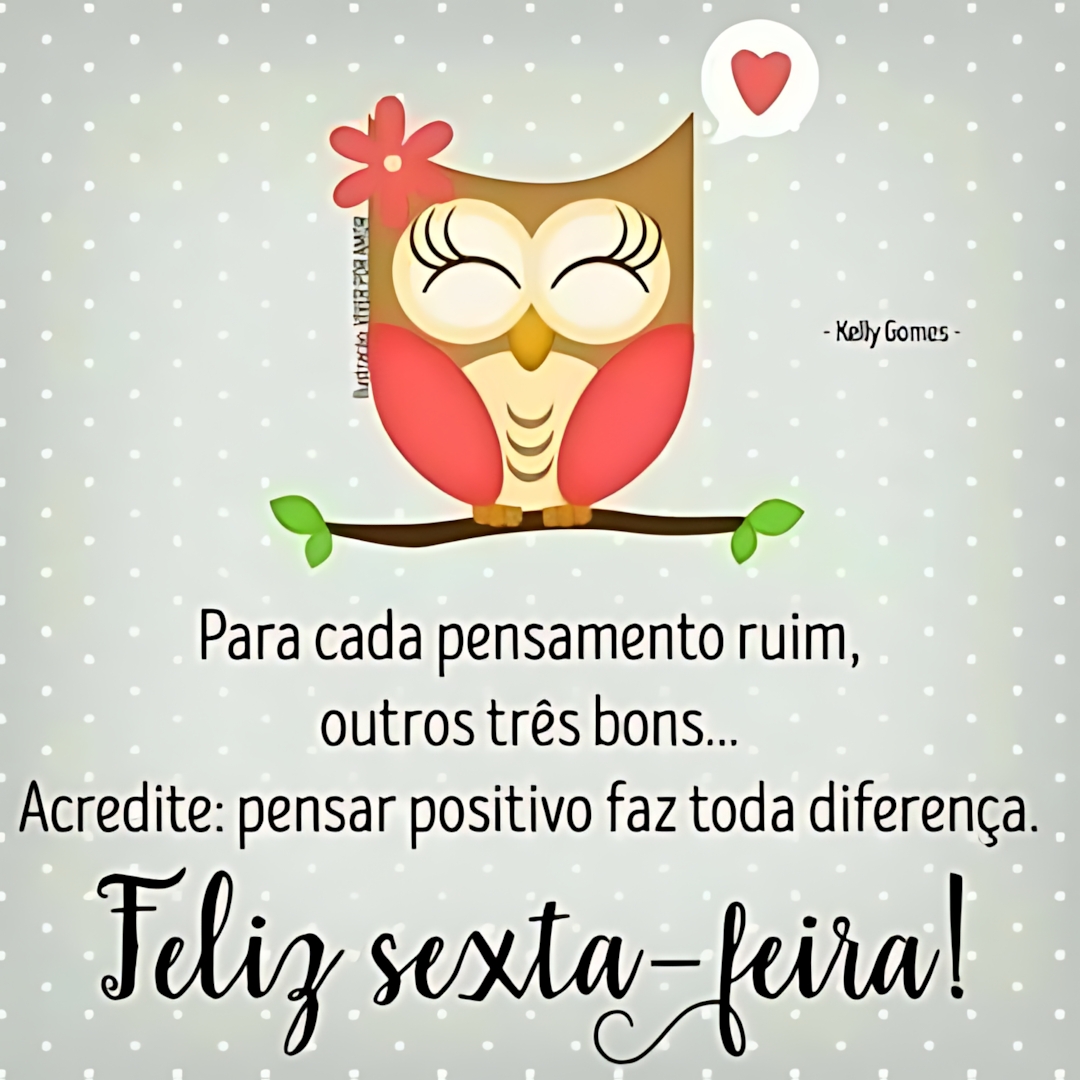 - Kelly Gomes -
Para cada pensamento ruim,
outros três bons...
Acredite: pensar positivo faz toda diferença.
Feliz sexta-feira!